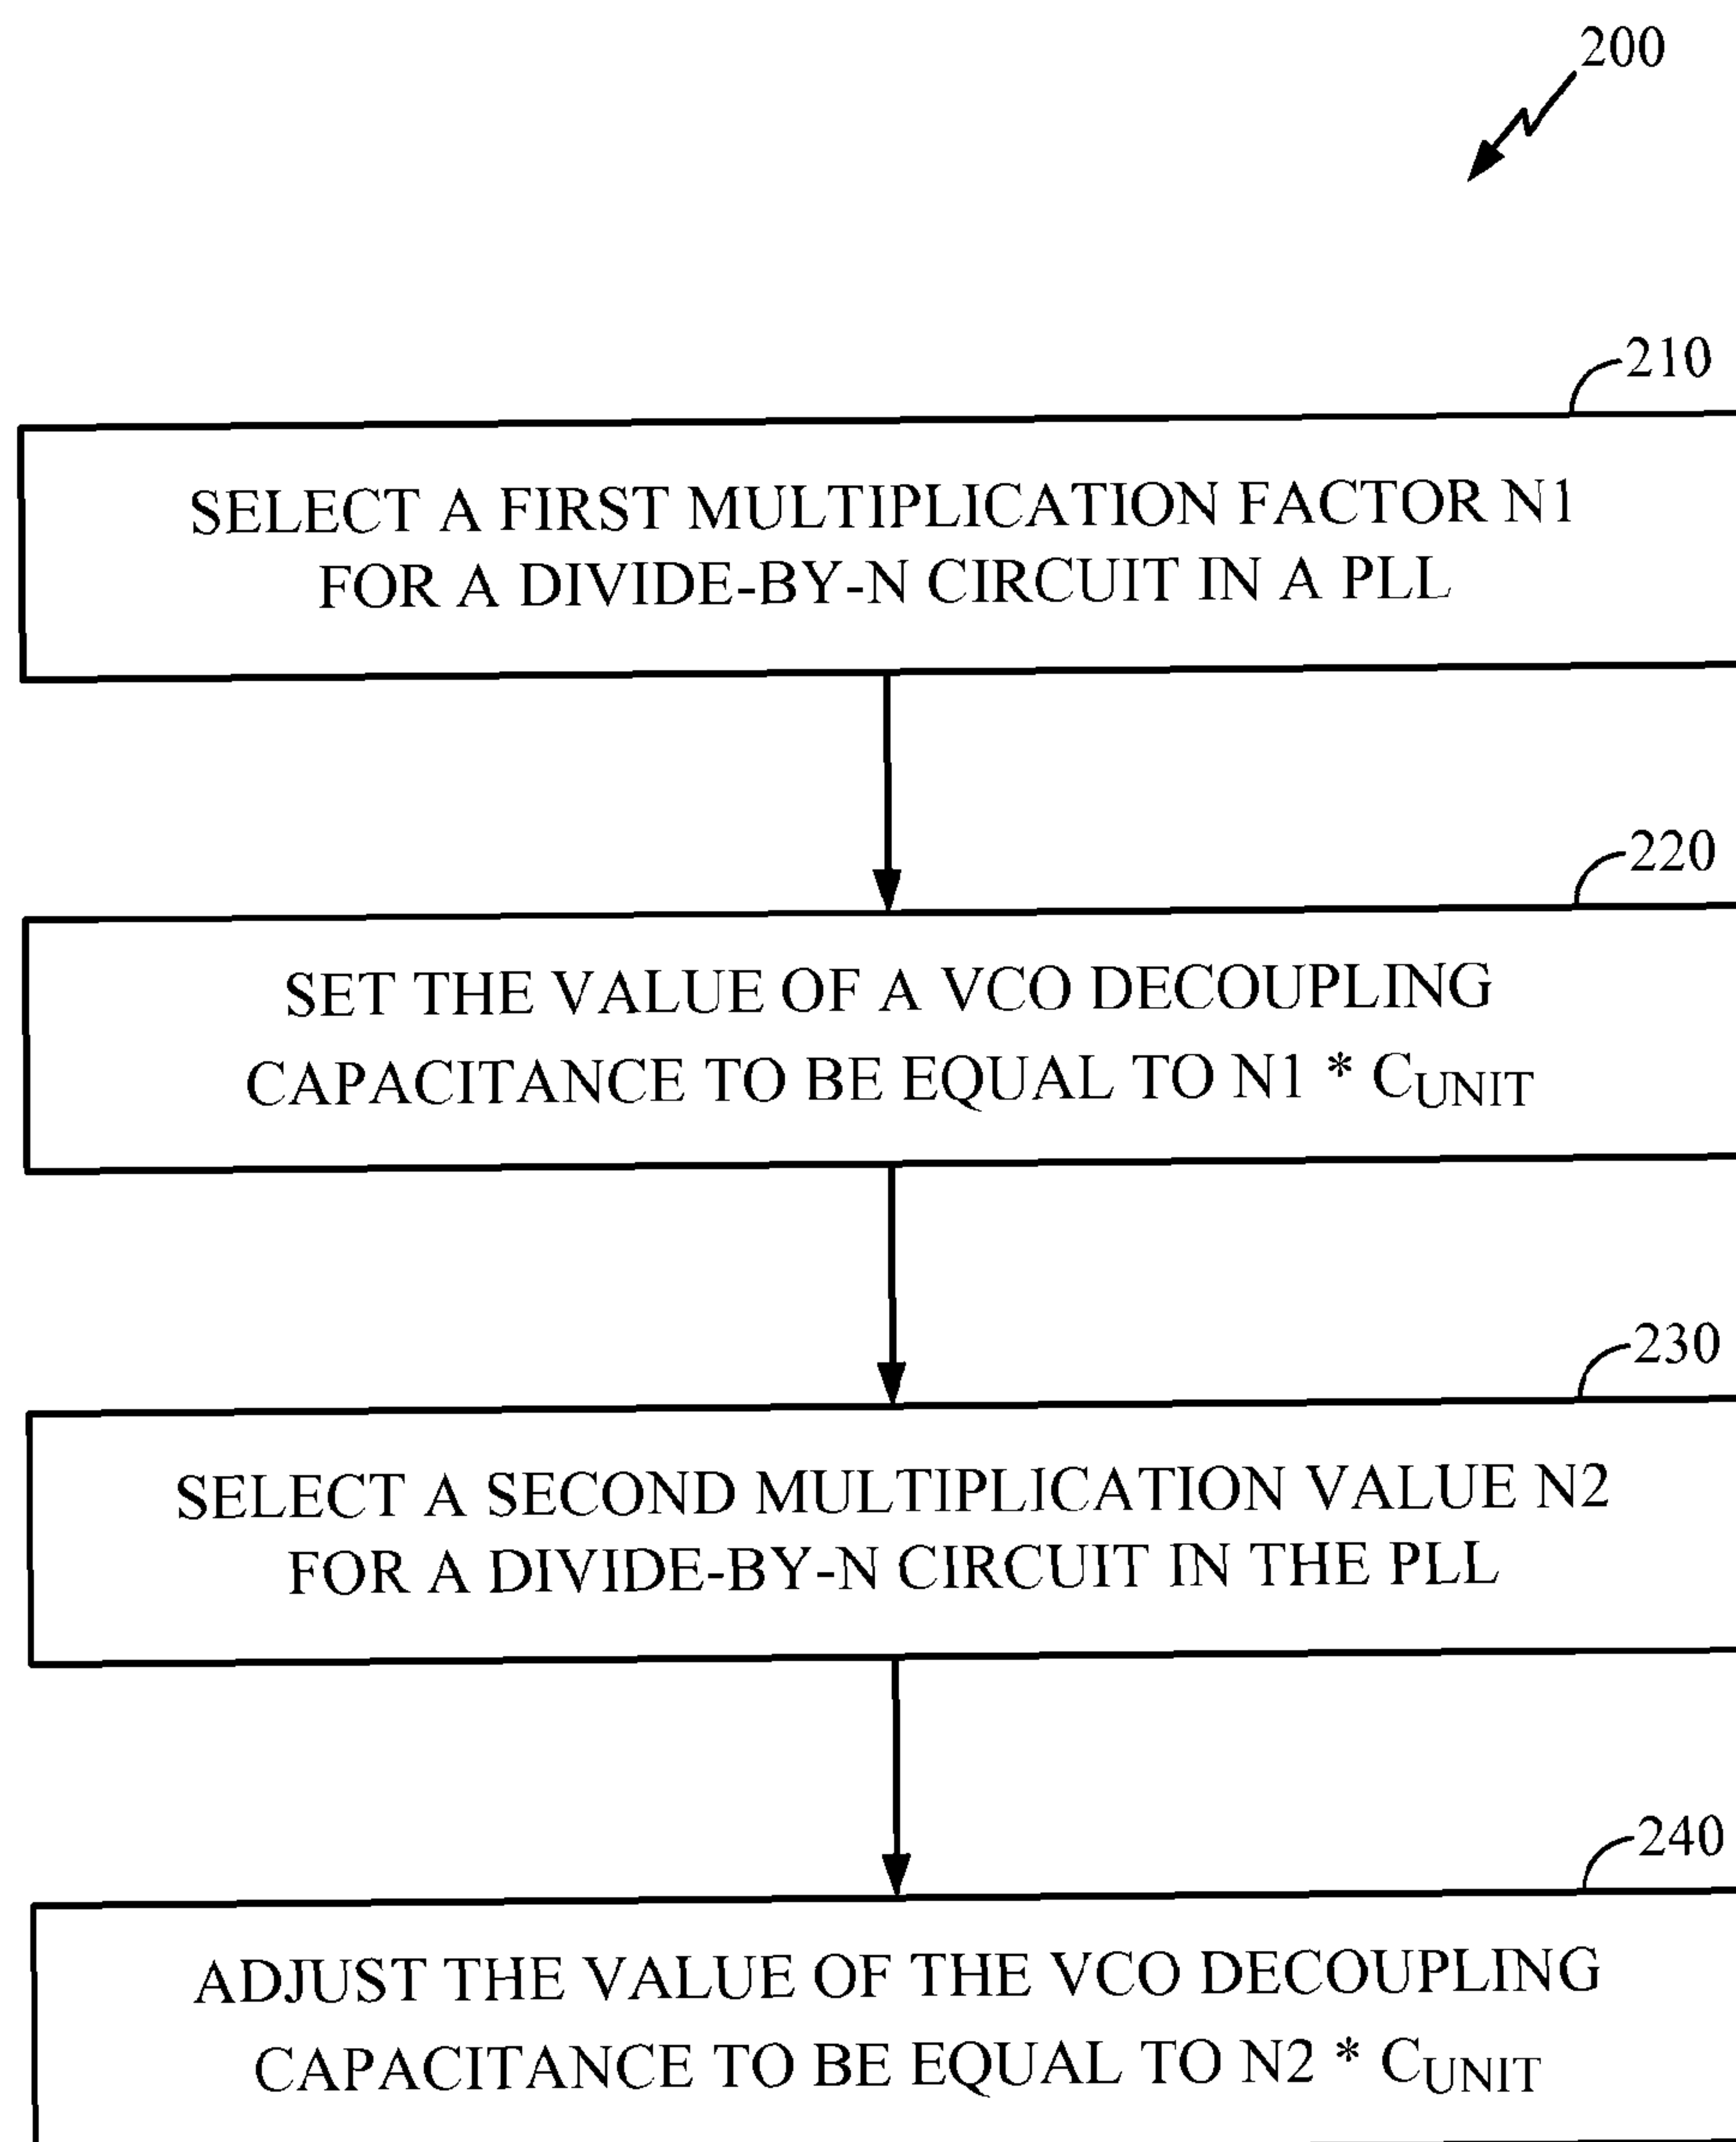 200
210
SELECT A FIRST MULTIPLICATION FACTOR N1
FOR A DIVIDE-BY-N CIRCUIT IN A PLL
220
SET THE VALUE OF A VCO DECOUPLING
CAPACITANCE TO BE EQUAL TO N1 * CUNIT
230
SELECT A SECOND MULTIPLICATION VALUE N2
FOR A DIVIDE-BY-N CIRCUIT IN THE PLL
240
ADJUST THE VALUE OF THE VCO DECOUPLING
CAPACITANCE TO BE EQUAL TO N2 * CUNIT